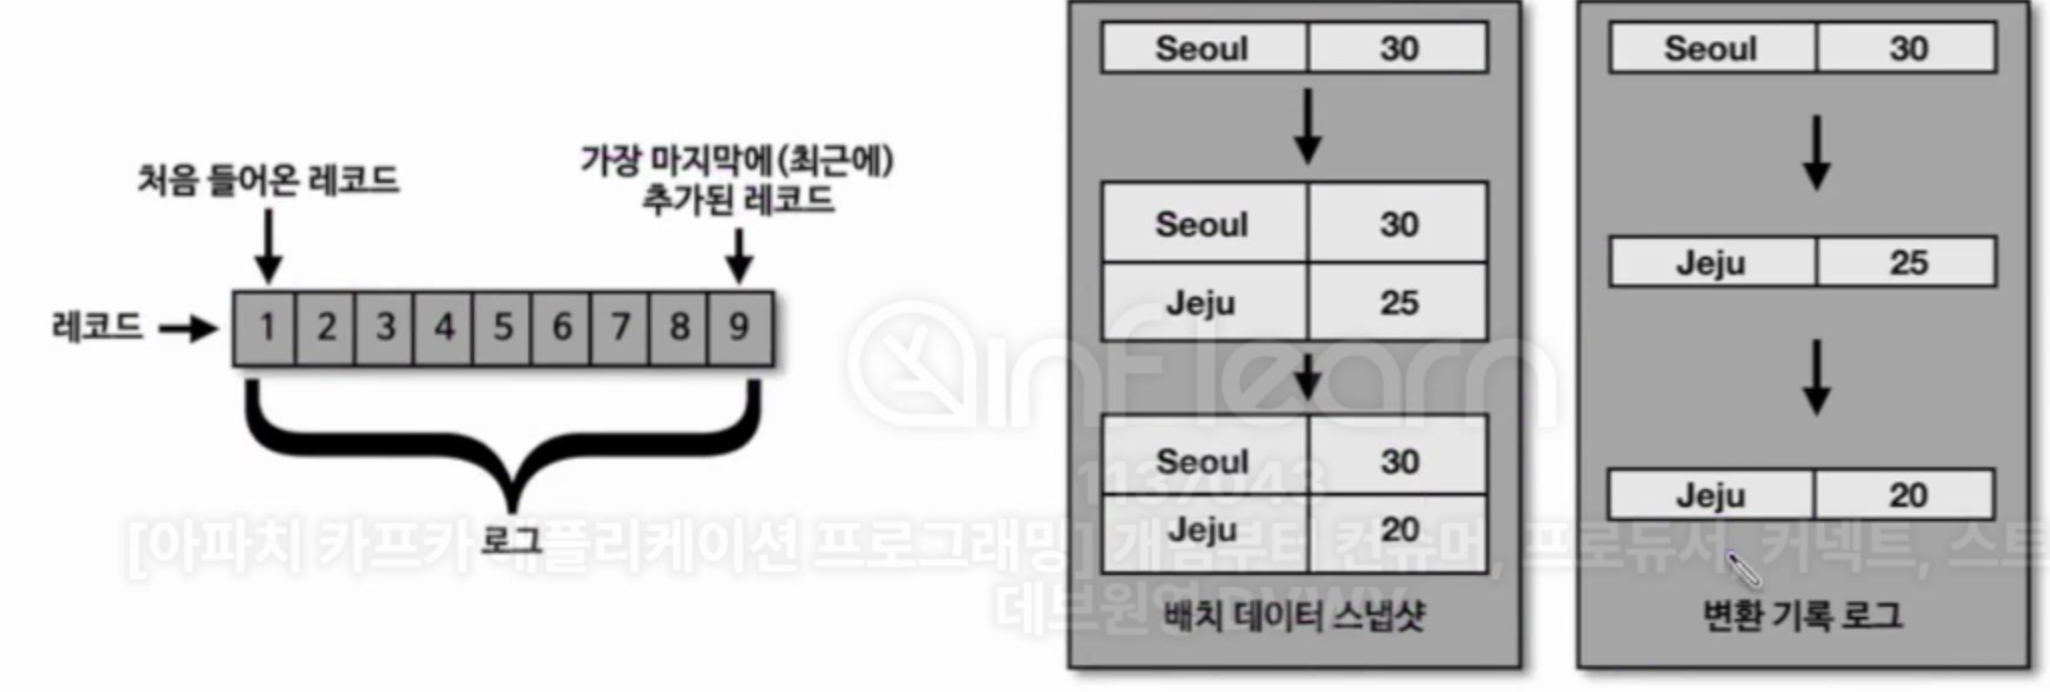 처음 들어온 레코드
가장 마지막에(최근에)
추가된 레코드
레코드
1 2 3 4 5 6 7 8 9
로그
Seoul 30
Seoul 30
Jeju 25
Seoul 30
Jeju 20
배치 데이터 스냅샷
Seoul 30
Jeju 25
Jeju 20
변환 기록 로그
inflearn
1137043
[아파치 카프카 애플리케이션 프로그래밍] 개념부터 컨슈머, 프로듀서, 커넥트, 스트
데브원영 DVWY